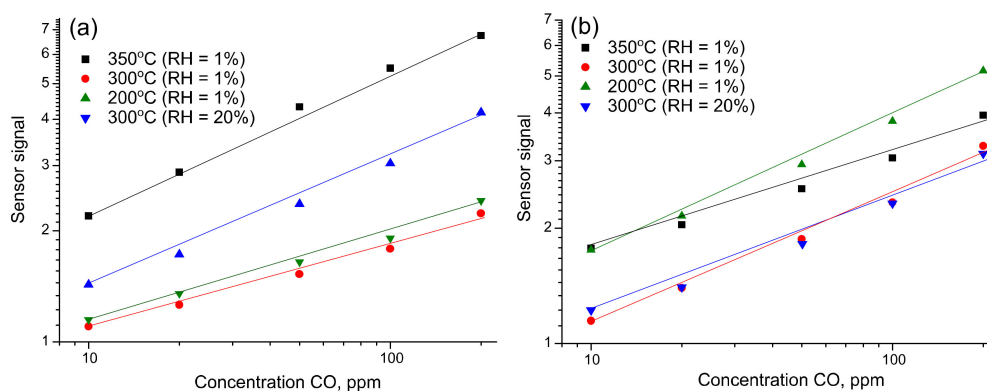 (a)
7
6
5
4
3
2
1
Sensor signal
350°C (RH = 1%)
300°C (RH = 1%)
200°C (RH = 1%)
300°C (RH = 20%)
10
100
Concentration CO, ppm
(b)
7
6
5
4
3
2
1
Sensor signal
350°C (RH = 1%)
300°C (RH = 1%)
200°C (RH = 1%)
300°C (RH = 20%)
10
100
Concentration CO, ppm